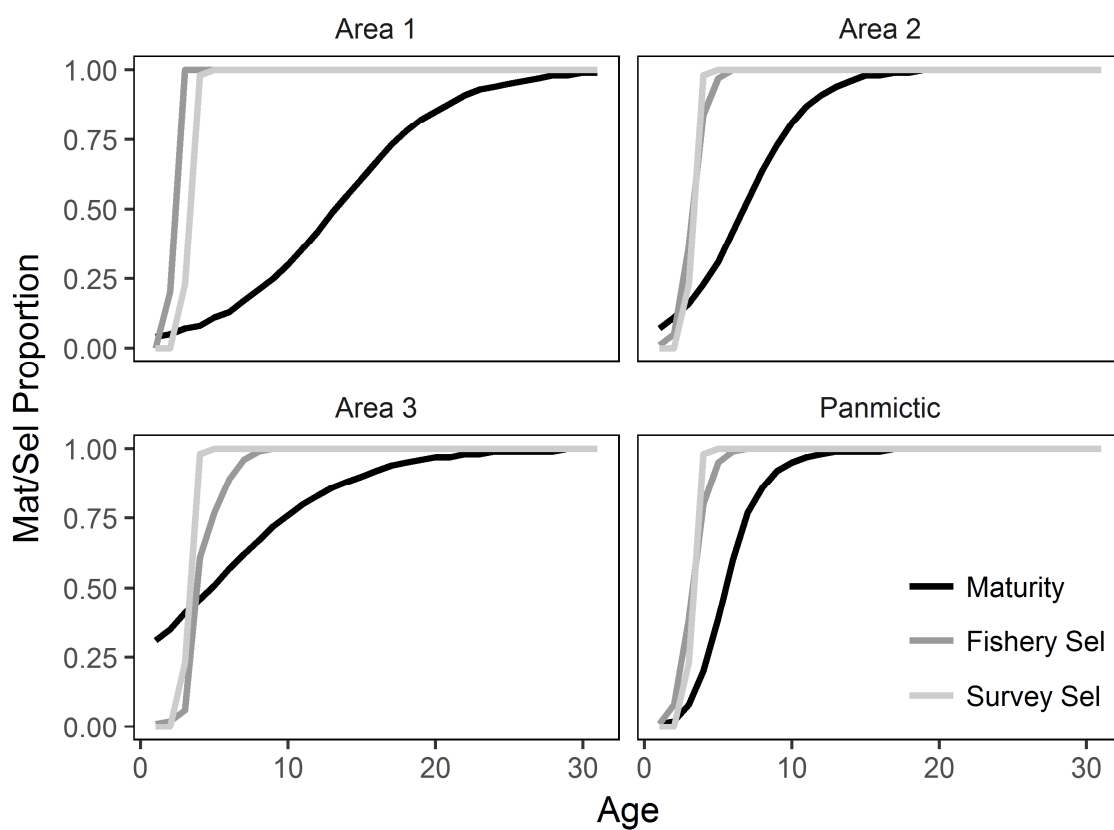 Area 1
Area 2
1.00
0.75
0.50
0.25
0.00
Area 3
Panmictic
1.00
0.75
0.50
0.25
0.00
Mat/Sel Proportion
Maturity
Fishery Sel
Survey Sel
0 10 20 30
0 10 20 30
Age